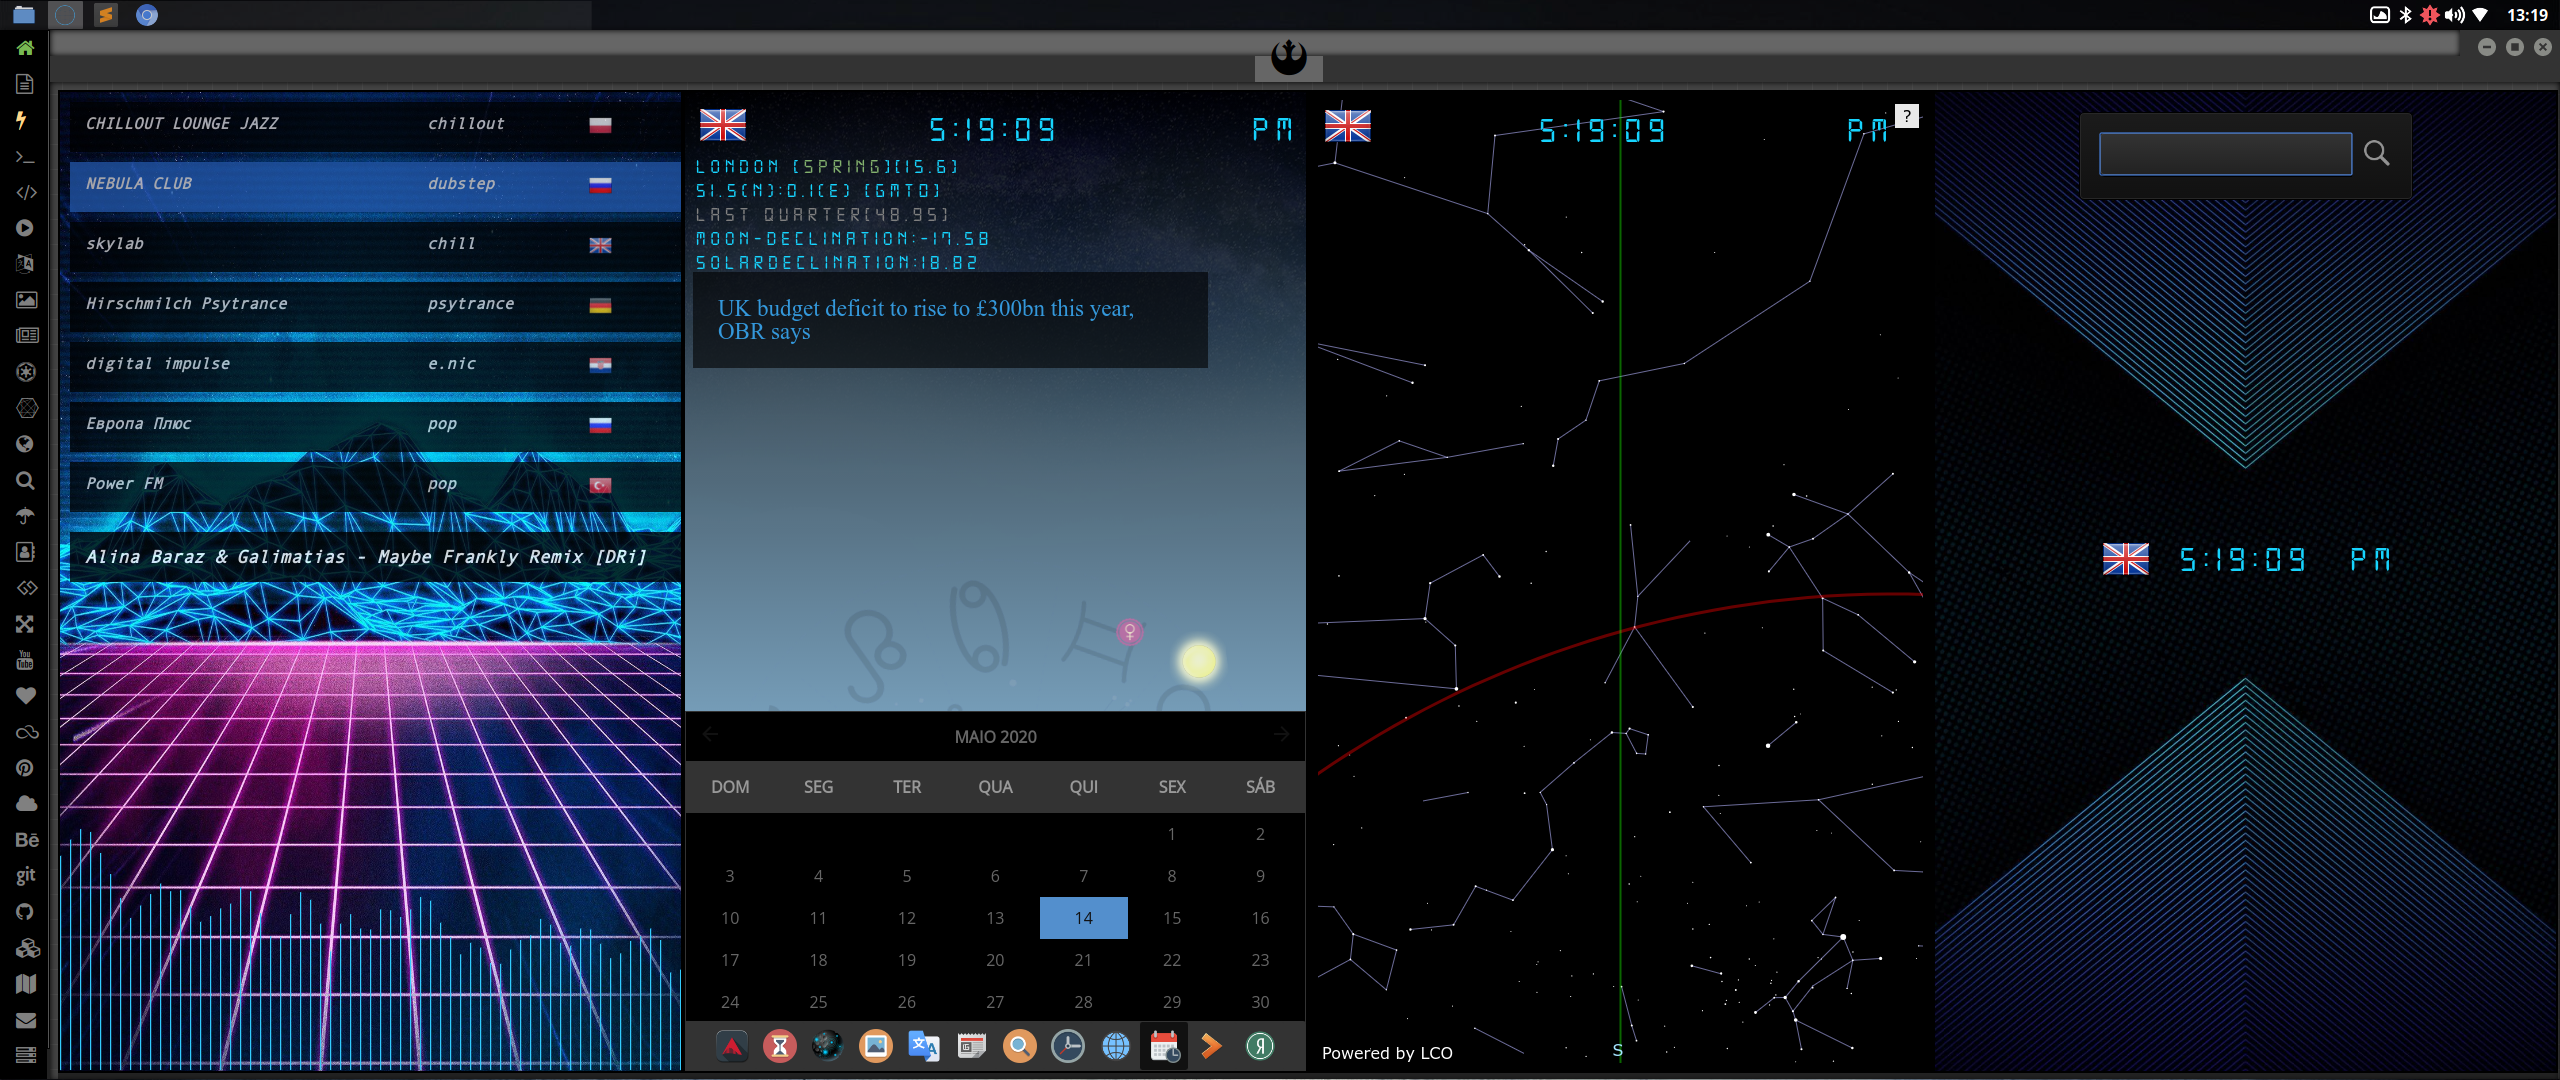 13:19
You
Tube
Bē
git
CHILLOUT LOUNGE JAZZ chillout
NEBULA CLUB dubstep
skylab chill
Hirschmilch Psytrance psytrance
digital impulse e.nic
Европа Плюс pop
Power FM pop
Alina Baraz & Galimatias - Maybe Frankly Remix [DRi]
5:19:09 PM
LONDON [SPRING][15.6]
51.5(N):0.1(E) [GMT0]
LAST QUARTER[48.95]
MOON-DECLINATION:-17.58
SOLARDECLINATION:18.82
UK budget deficit to rise to £300bn this year,
OBR says
MAIO 2020
DOM SEG TER QUA QUI SEX SÁB
1 2
3 4 5 6 7 8 9
10 11 12 13 14 15 16
17 18 19 20 21 22 23
24 25 26 27 28 29 30
5:19:09 PM
?
S
Powered by LCO
5:19:09 PM